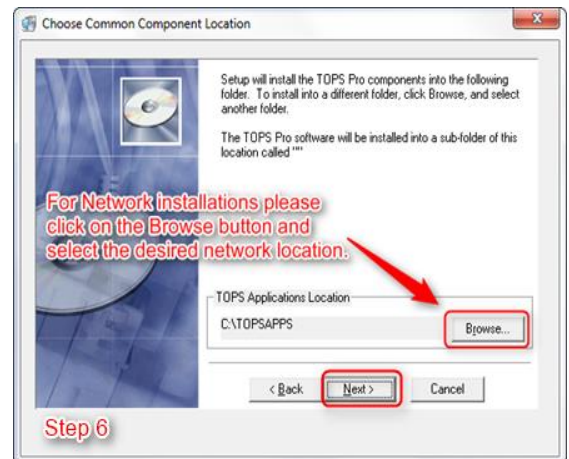 Choose Common Component Location
Setup will install the TOPS Pro components into the following
folder. To install into a different folder, click Browse, and select
another folder.
The TOPS Pro software will be installed into a sub-folder of this
location called ""
For Network installations please
click on the Browse button and
select the desired network location.
TOPS Applications Location
C:\TOPSAPPS
Browse...
< Back
Next >
Cancel
Step 6